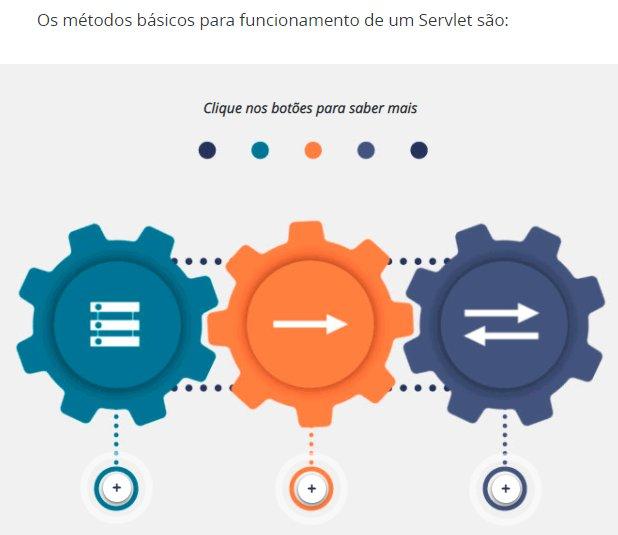 Os métodos básicos para funcionamento de um Servlet são:
Clique nos botões para saber mais
+ + +